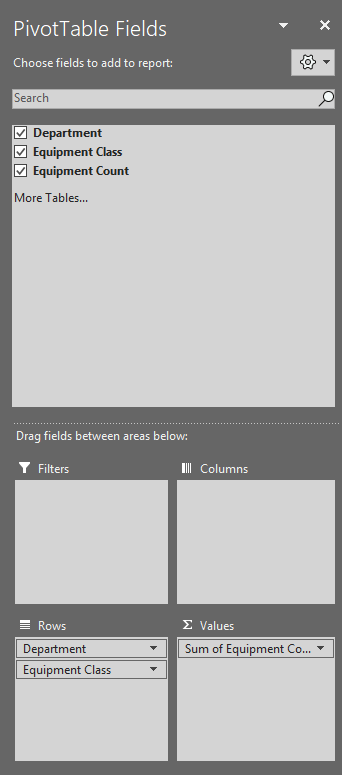 PivotTable Fields
Choose fields to add to report:
Search
Department
Equipment Class
Equipment Count
More Tables...
Drag fields between areas below:
Filters
Columns
Rows
Σ Values
Department
Sum of Equipment Co...
Equipment Class